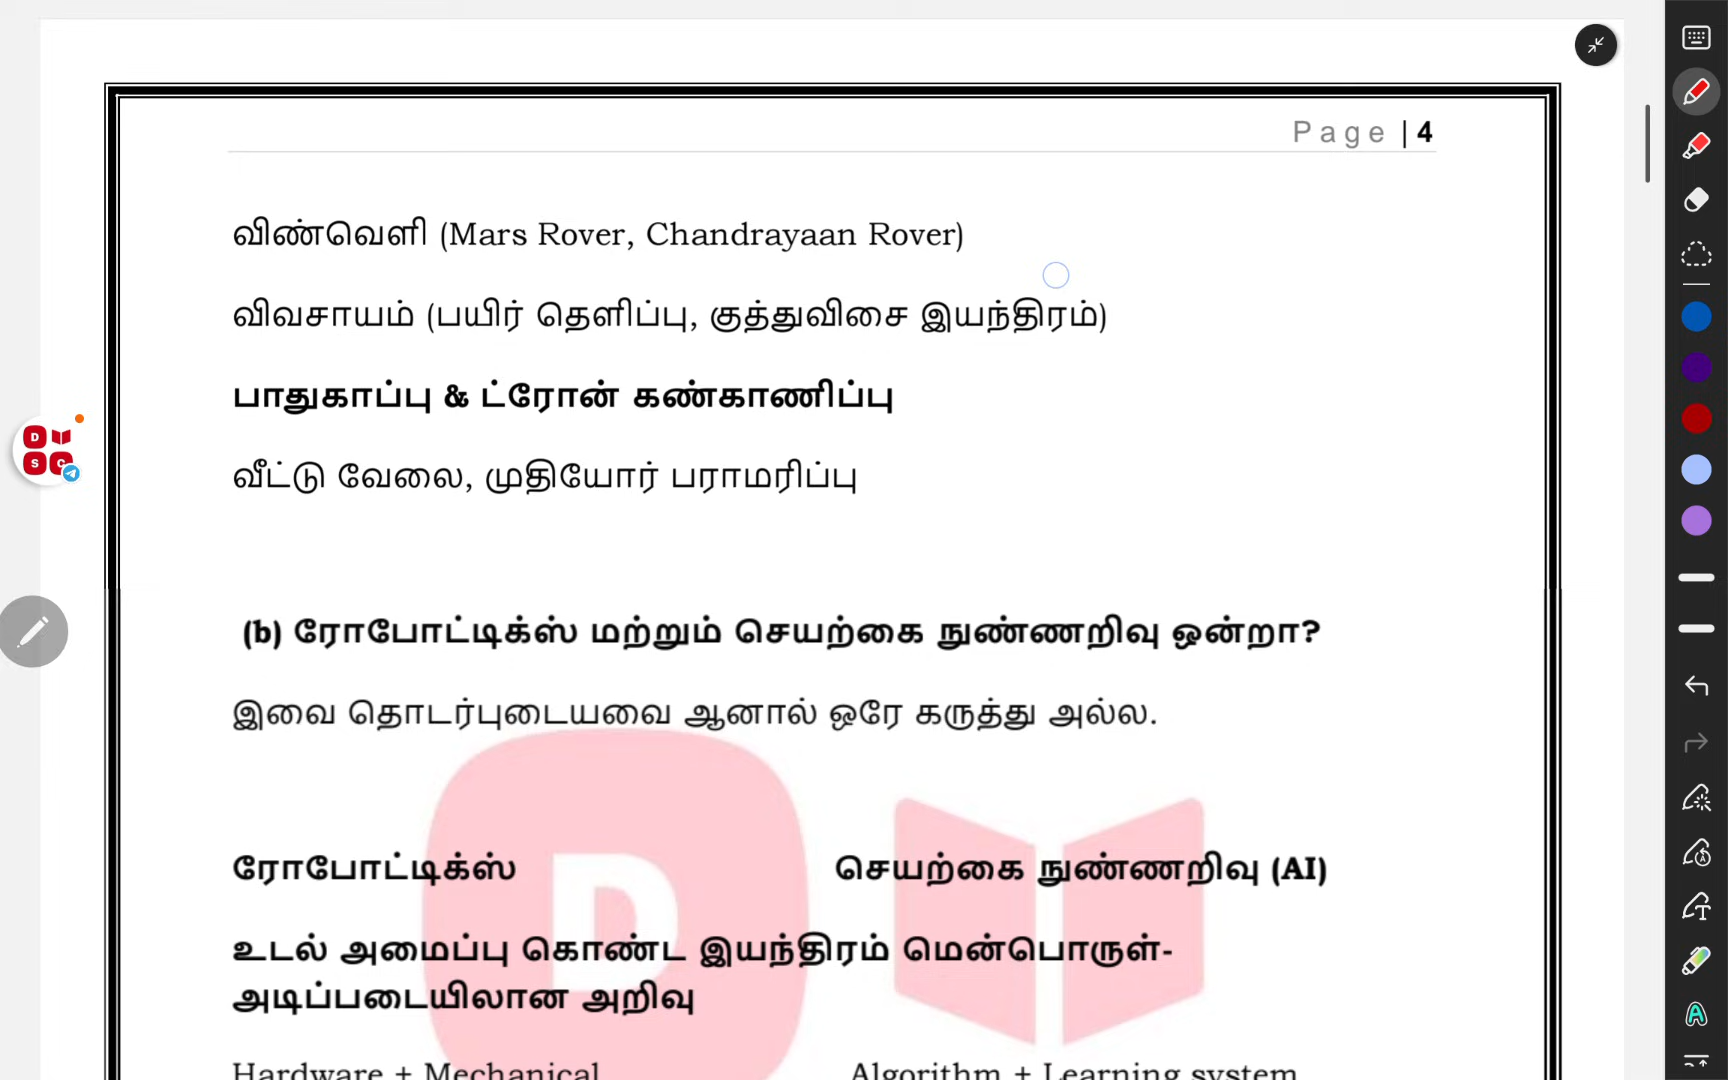 Page | 4
விண்வெளி (Mars Rover, Chandrayaan Rover)
விவசாயம் (பயிர் தெளிப்பு, குத்துவிசை இயந்திரம்)
பாதுகாப்பு & ட்ரோன் கண்காணிப்பு
வீட்டு வேலை, முதியோர் பராமரிப்பு
(b) ரோபோட்டிக்ஸ் மற்றும் செயற்கை நுண்ணறிவு ஒன்றா?
இவை தொடர்புடையவை ஆனால் ஒரே கருத்து அல்ல.
ரோபோட்டிக்ஸ் செயற்கை நுண்ணறிவு (AI)
உடல் அமைப்பு கொண்ட இயந்திரம் மென்பொருள்-
அடிப்படையிலான அறிவு
Hardware + Mechanical Algorithm + Learning system
D
D
S C